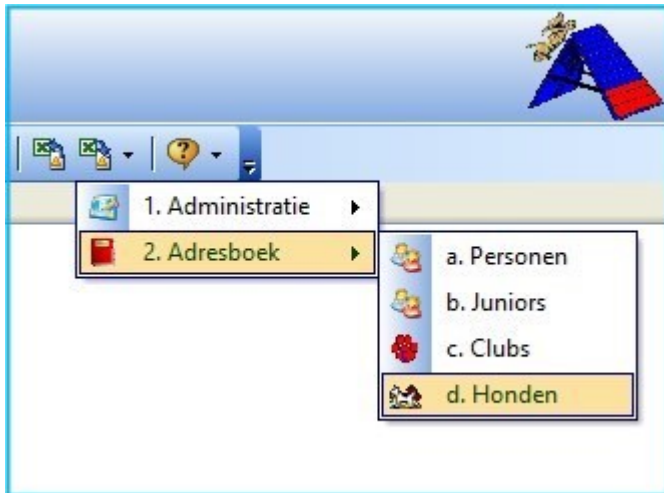 1. Administratie
2. Adresboek
a. Personen
b. Juniors
c. Clubs
d. Honden